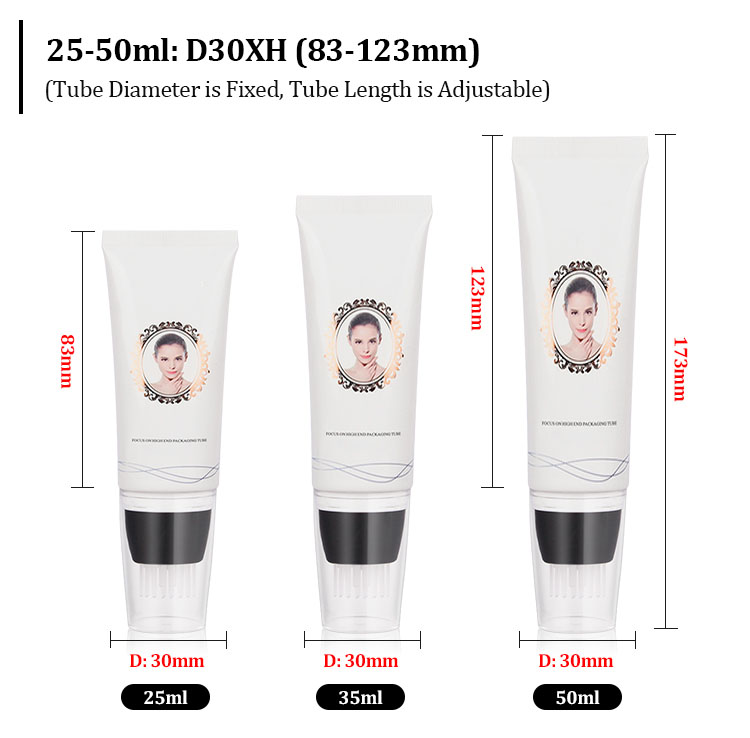 25-50ml: D30XH (83-123mm)
(Tube Diameter is Fixed, Tube Length is Adjustable)
83mm
123mm
173mm
FOCUS ON HIGH END PACKAGING TUBE
FOCUS ON HIGH END PACKAGING TUBE
FOCUS ON HIGH END PACKAGING TUBE
D: 30mm
D: 30mm
D: 30mm
25ml
35ml
50ml